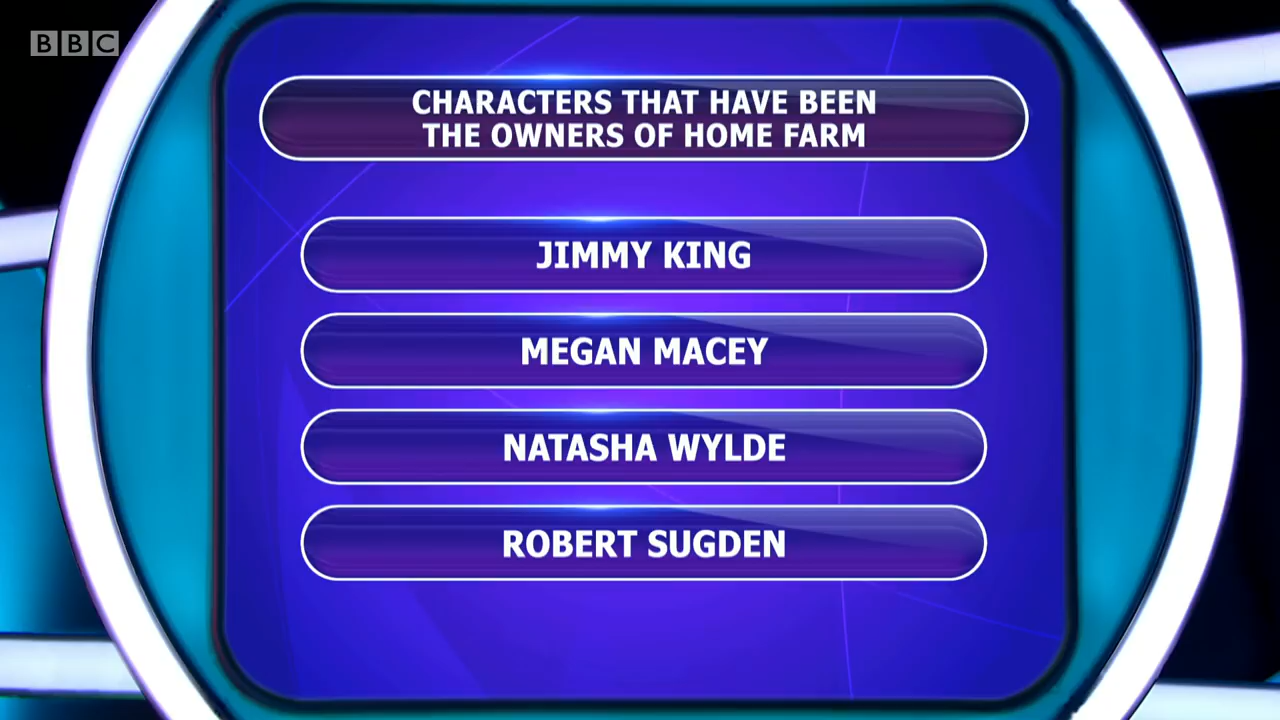 BBC
CHARACTERS THAT HAVE BEEN
THE OWNERS OF HOME FARM
JIMMY KING
MEGAN MACEY
NATASHA WYLDE
ROBERT SUGDEN